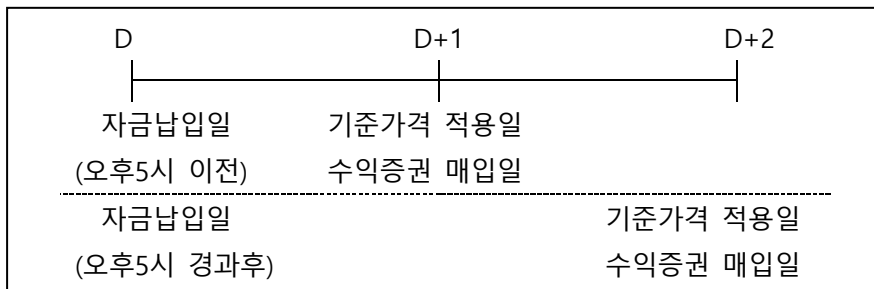 D D+1 D+2
자금납입일 기준가격 적용일
(오후5시 이전) 수익증권 매입일
자금납입일 기준가격 적용일
(오후5시 경과후) 수익증권 매입일